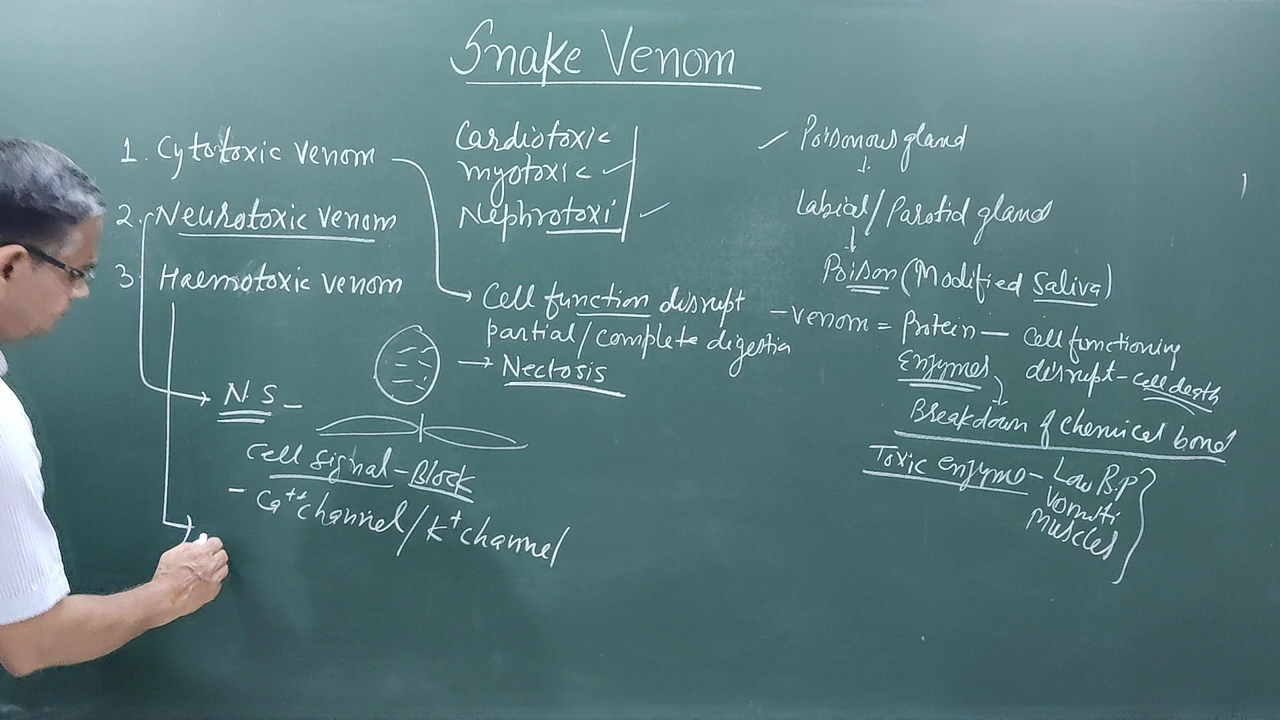 Snake Venom
1. Cytotoxic venom
2. Neurotoxic venom
3. Haemotoxic venom
Cardiotoxic
myotoxic
Nephrotoxi
Cell function disrupt
partial/complete digestion
→ Nectosis
N.S –
Cell signal – Block
– Ca++ channel/K+ channel
Poisonous gland
↓
Labial/Parotid gland
↓
Poison (Modified Saliva)
– venom = Protein — Cell functioning
Enzymes disrupt – cell death
Breakdown of chemical bond
Toxic enzyme – Low B.P
Vomiti
Muscles